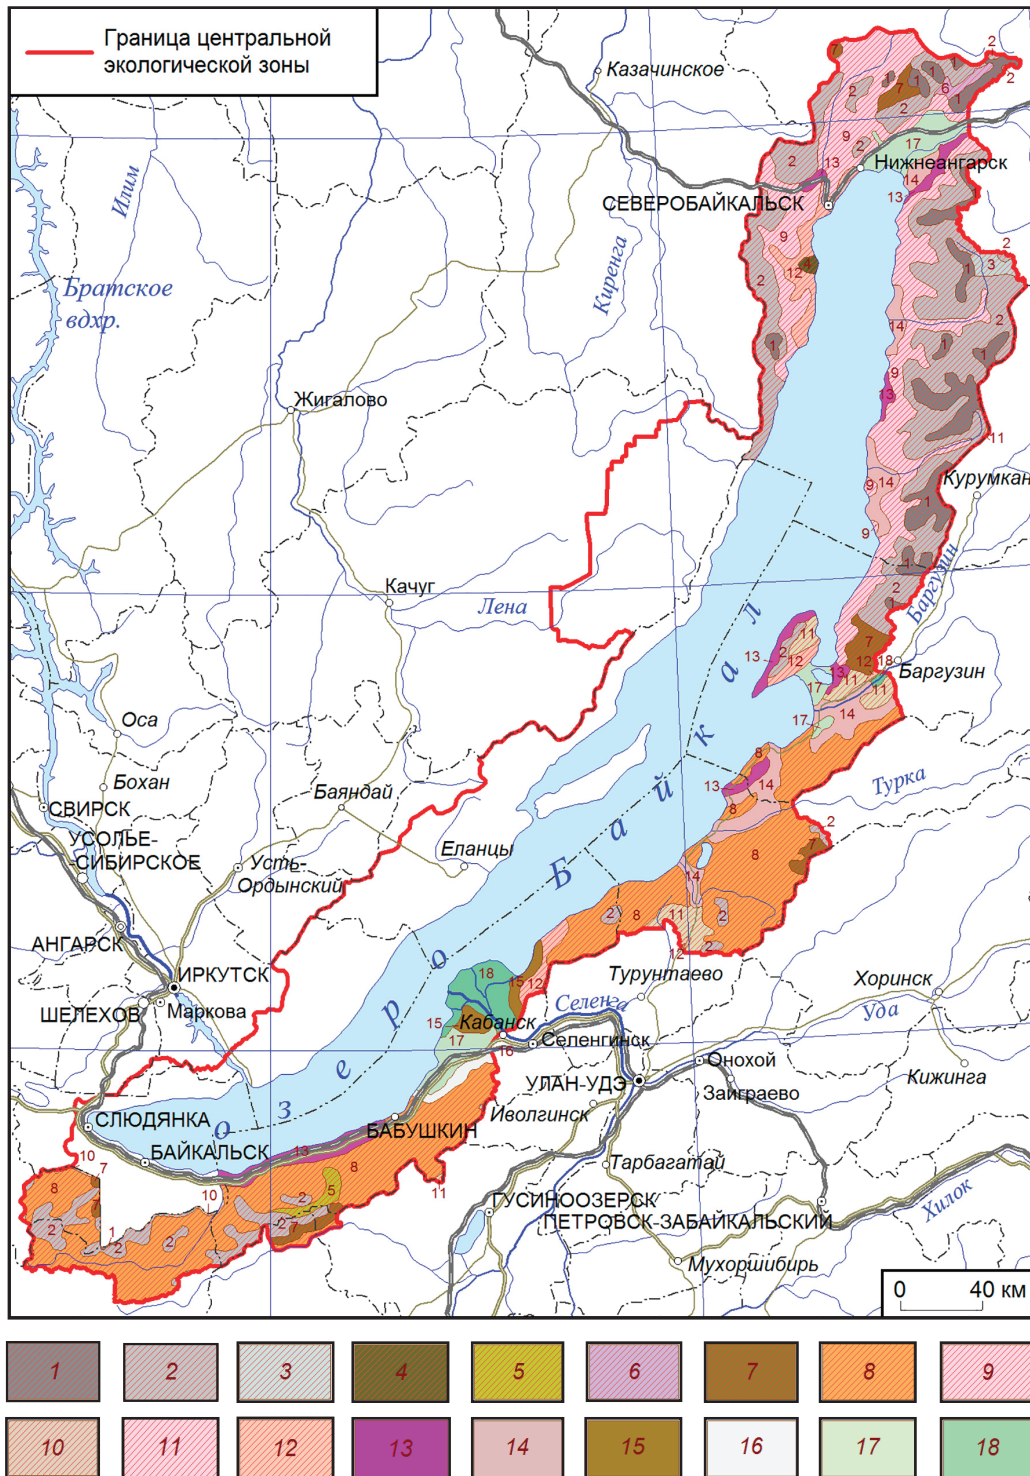 Граница центральной
экологической зоны
Казачинское
Илим
Нижнеангарск
СЕВЕРОБАЙКАЛЬСК
Киренга
Братское
вдхр.
Жигалово
Курумкан
Качуг
Лена
Баргузин
Баргузин
Оса
Бохан
Баяндай
Турка
СВИРСК
УСОЛЬЕ-
-СИБИРСКОЕ
Еланцы
Усть-
Ордынский
озеро Байкал
АНГАРСК
ИРКУТСК
Турунтаево
Хоринск
ШЕЛЕХОВ
Маркова
Селенга
Уда
Кабанск
Селенгинск
Онохой
УЛАН-УДЭ
Заиграево
Кижинга
СЛЮДЯНКА
Иволгинск
БАБУШКИН
БАЙКАЛЬСК
Тарбагатай
ГУСИНООЗЕРСК
ПЕТРОВСК-ЗАБАЙКАЛЬСКИЙ
Хилок
Мухоршибирь
0 40 км
1 2 3 4 5 6 7 8 9
10 11 12 13 14 15 16 17 18